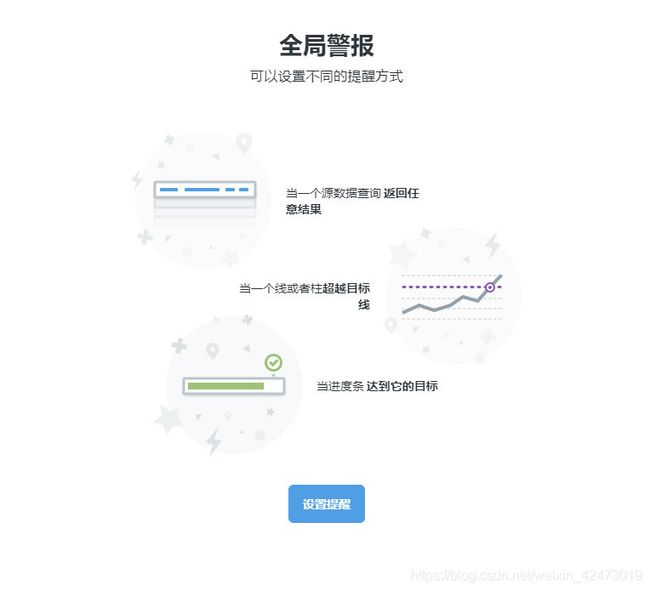 全局警报
可以设置不同的提醒方式
当一个源数据查询 返回任
意结果
当一个线或者柱超越目标
线
当进度条 达到它的目标
设置提醒
https://blog.csdn.net/weixin_42473019